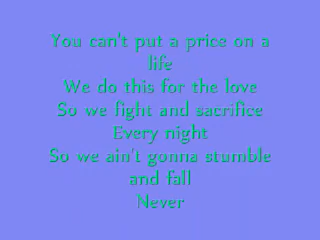 You can't put a price on a
life
We do this for the love
So we fight and sacrifice
Every night
So we ain't gonna stumble
and fall
Never